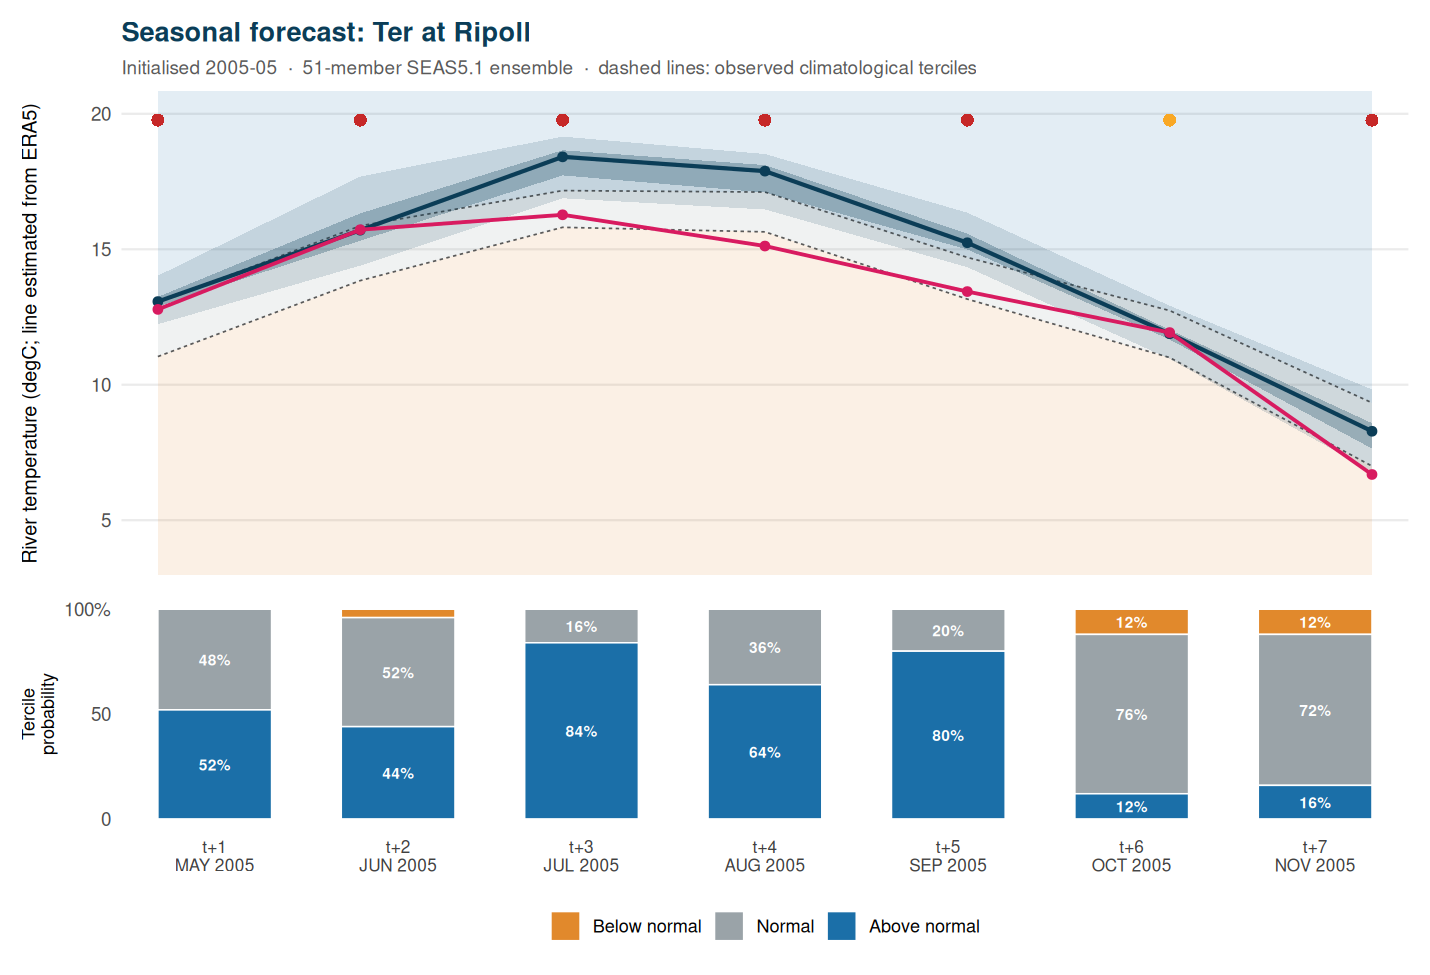 Seasonal forecast: Ter at Ripoll
Initialised 2005-05 · 51-member SEAS5.1 ensemble · dashed lines: observed climatological terciles
River temperature (degC; line estimated from ERA5)
20
15
10
5
Tercile
probability
100%
50
0
48%
52%
52%
44%
16%
84%
36%
64%
20%
80%
12%
76%
12%
12%
72%
16%
t+1
MAY 2005
t+2
JUN 2005
t+3
JUL 2005
t+4
AUG 2005
t+5
SEP 2005
t+6
OCT 2005
t+7
NOV 2005
Below normal
Normal
Above normal